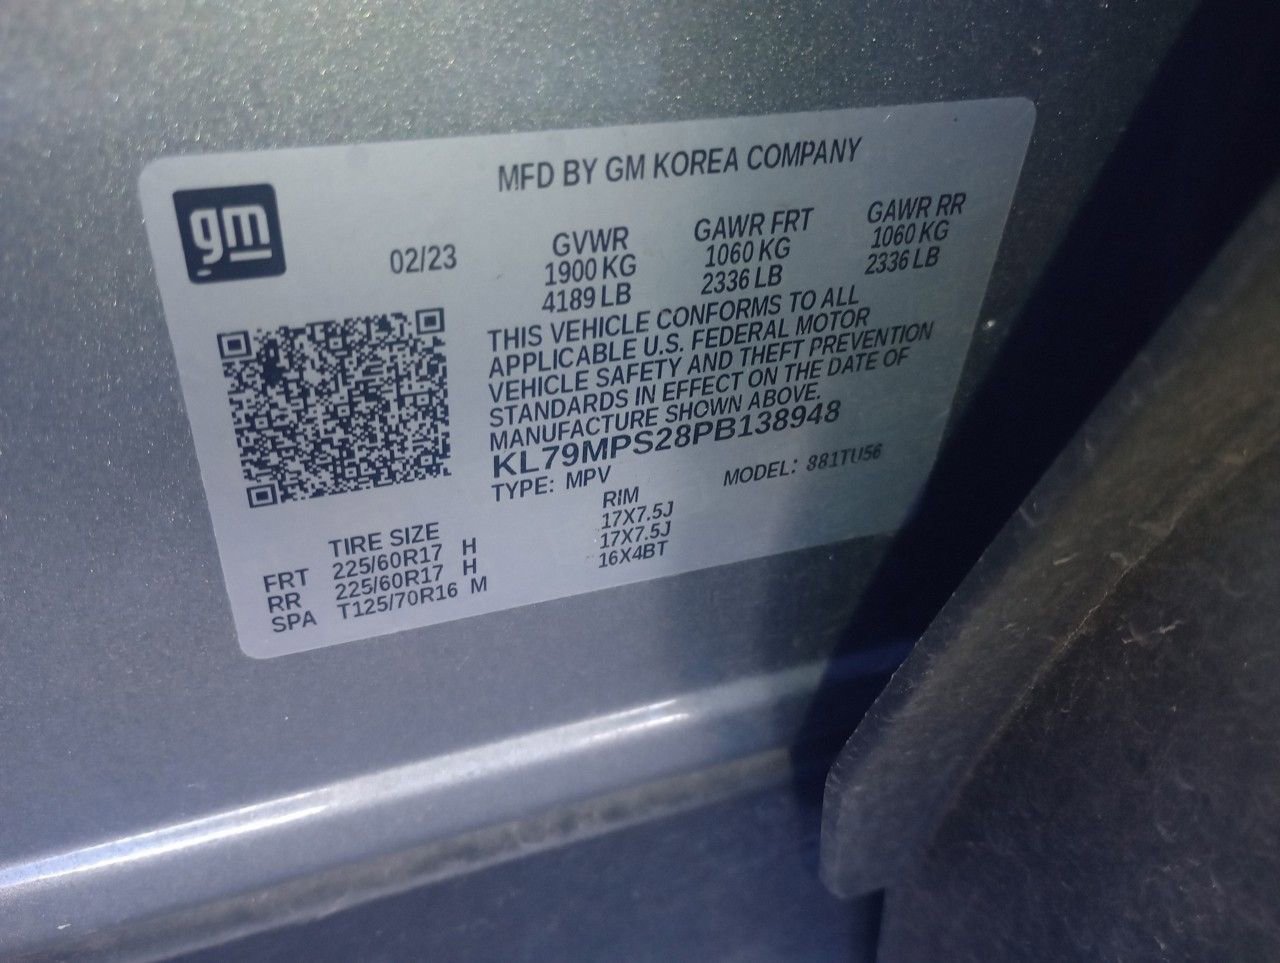 MFD BY GM KOREA COMPANY
gm
02/23
GVWR GAWR FRT GAWR RR
1900 KG 1060 KG 1060 KG
4189 LB 2336 LB 2336 LB
THIS VEHICLE CONFORMS TO ALL
APPLICABLE U.S. FEDERAL MOTOR
VEHICLE SAFETY AND THEFT PREVENTION
STANDARDS IN EFFECT ON THE DATE OF
MANUFACTURE SHOWN ABOVE.
KL79MPS28PB138948
TYPE: MPV MODEL: 881TU56
TIRE SIZE RIM
FRT 225/60R17 H 17X7.5J
RR 225/60R17 H 17X7.5J
SPA T125/70R16 M 16X4BT